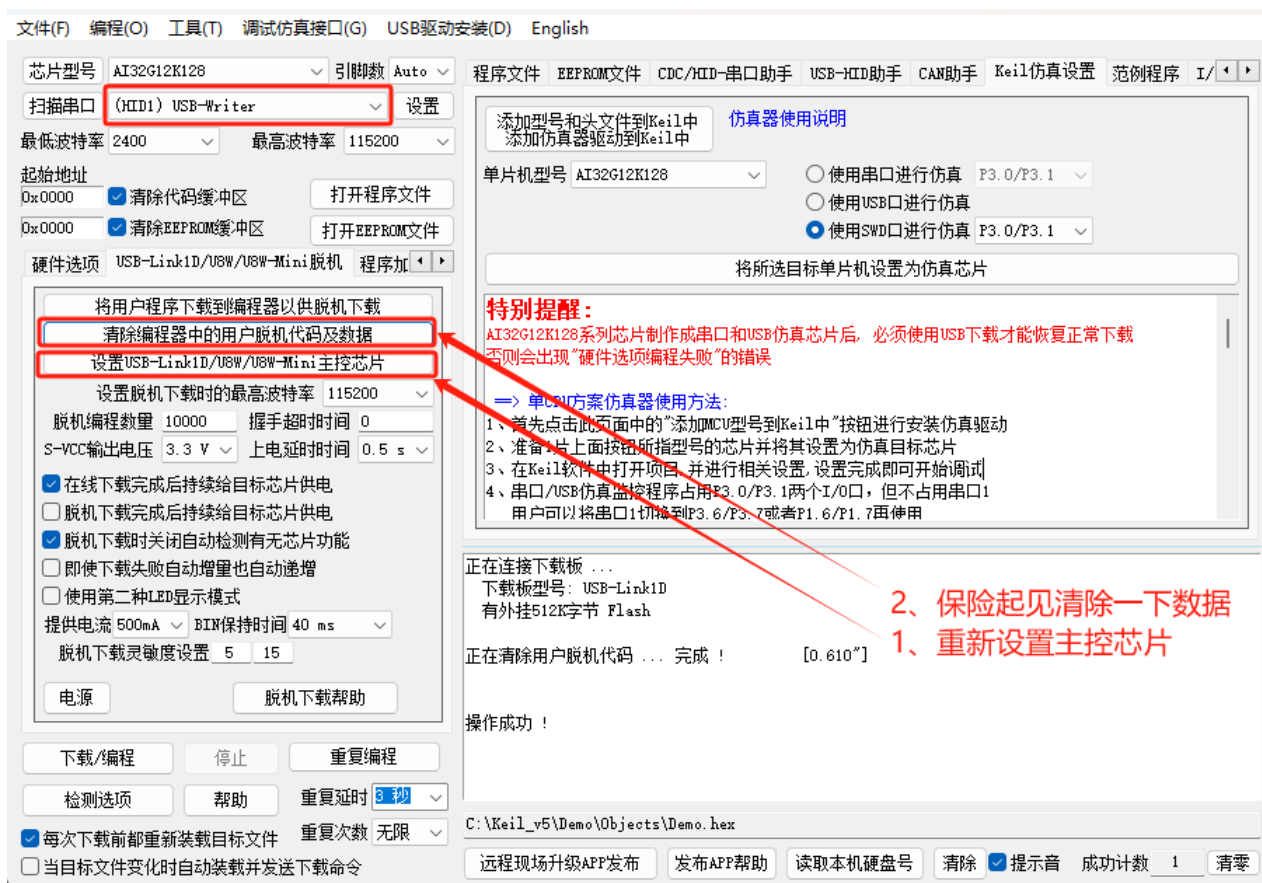 文件(F) 编程(O) 工具(T) 调试仿真接口(G) USB驱动安装(D) English
芯片型号 AI32G12K128 引脚数 Auto
扫描串口 (HID1) USB-Writer 设置
最低波特率 2400 最高波特率 115200
起始地址
0x0000 清除代码缓冲区 打开程序文件
0x0000 清除EEPROM缓冲区 打开EEPROM文件
硬件选项 USB-Link1D/U8W/U8W-Mini脱机 程序加
将用户程序下载到编程器以供脱机下载
清除编程器中的用户脱机代码及数据
设置USB-Link1D/U8W/U8W-Mini主控芯片
设置脱机下载时的最高波特率 115200
脱机编程数量 10000 握手超时时间 0
S-VCC输出电压 3.3 V 上电延时时间 0.5 s
在线下载完成后持续给目标芯片供电
脱机下载完成后持续给目标芯片供电
脱机下载时关闭自动检测有无芯片功能
即使下载失败自动增量也自动递增
使用第二种LED显示模式
提供电流 500mA BIN保持时间 40 ms
脱机下载灵敏度设置 5 15
电源 脱机下载帮助
下载/编程 停止 重复编程
检测选项 帮助 重复延时 3 秒
每次下载前都重新装载目标文件 重复次数 无限
当目标文件变化时自动装载并发送下载命令
程序文件 EEPROM文件 CDC/HID-串口助手 USB-HID助手 CAN助手 Keil仿真设置 范例程序 I/
添加型号和头文件到Keil中
添加仿真器驱动到Keil中
仿真器使用说明
单片机型号 AI32G12K128 使用串口进行仿真 P3.0/P3.1
使用USB口进行仿真
使用SWD口进行仿真 P3.0/P3.1
将所选目标单片机设置为仿真芯片
特别提醒：
AI32G12K128系列芯片制作成串口和USB仿真芯片后, 必须使用USB下载才能恢复正常下载
否则会出现"硬件选项编程失败"的错误
==> 单CPU方案仿真器使用方法:
1、首先点击此页面中的"添加MCU型号到Keil中"按钮进行安装仿真驱动
2、准备1片上面按钮所指型号的芯片并将其设置为仿真目标芯片
3、在Keil软件中打开项目,并进行相关设置,设置完成即可开始调试
4、串口/USB仿真监控程序占用P3.0/P3.1两个I/O口，但不占用串口1
用户可以将串口1切换到P3.6/P3.7或者P1.6/P1.7再使用
正在连接下载板 ...
下载板型号: USB-Link1D
有外挂512K字节 Flash
正在清除用户脱机代码 ... 完成 ! [0.610"]
操作成功 !
2、保险起见清除一下数据
1、重新设置主控芯片
C:\Keil_v5\Demo\Objects\Demo.hex
远程现场升级APP发布 发布APP帮助 读取本机硬盘号 清除 提示音 成功计数 1 清零